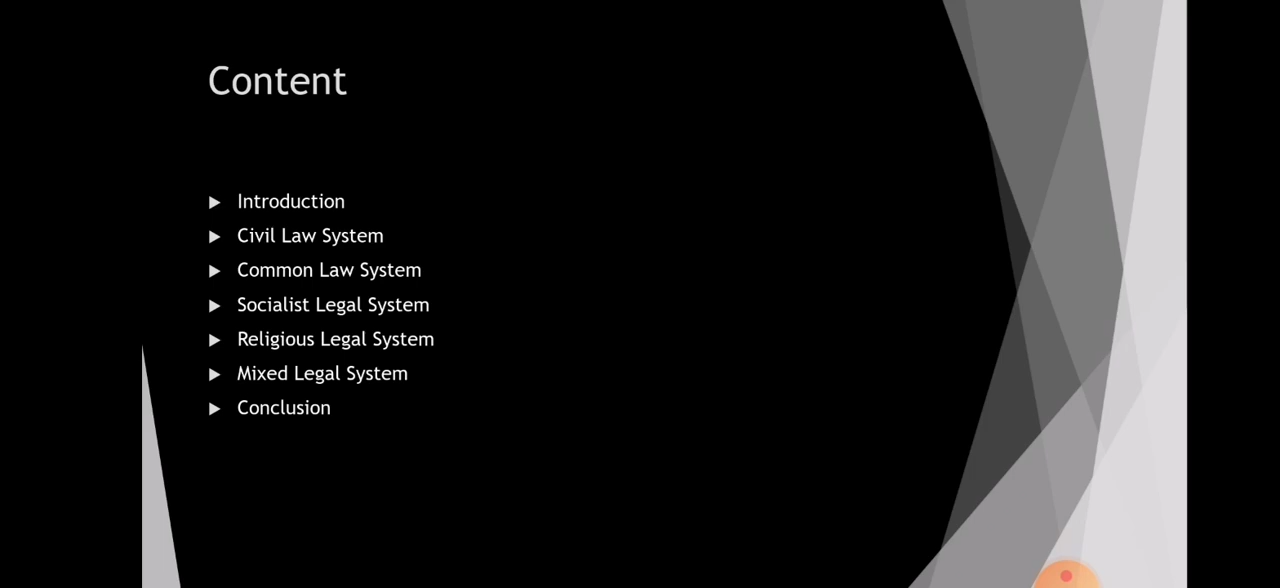 Content
Introduction
Civil Law System
Common Law System
Socialist Legal System
Religious Legal System
Mixed Legal System
Conclusion